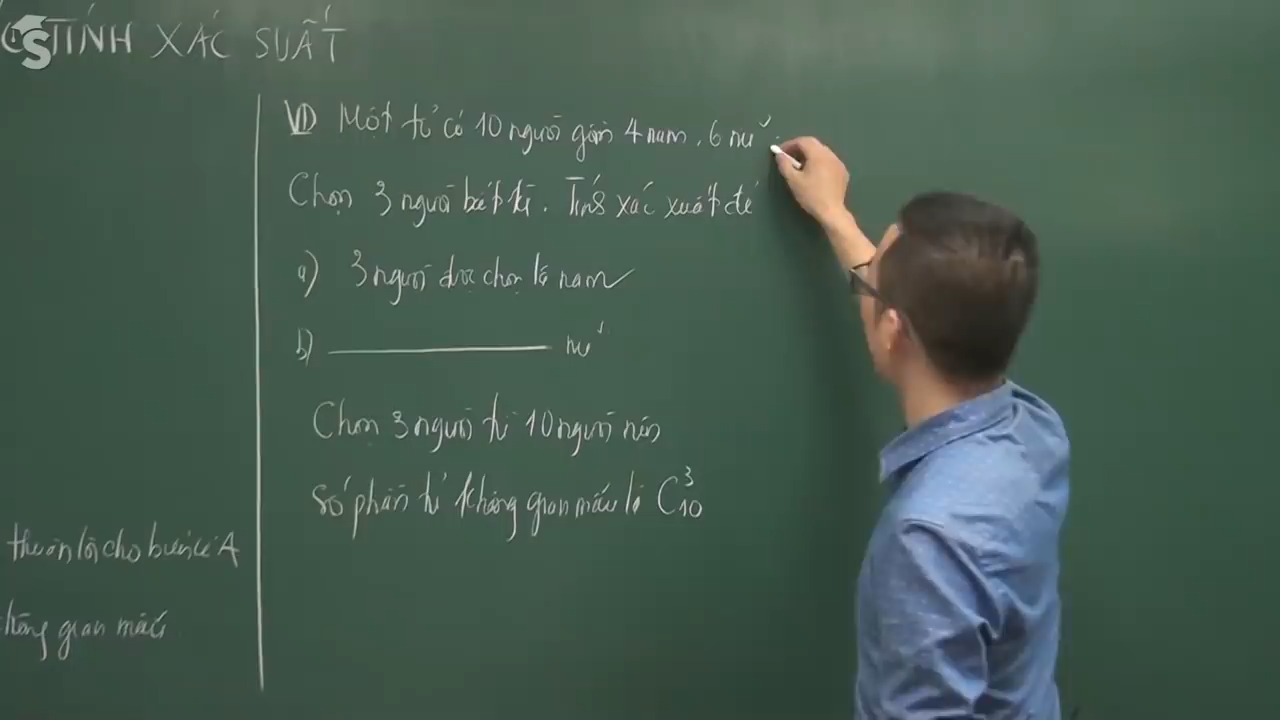 TÍNH XÁC SUẤT
VD Một tổ có 10 người gồm 4 nam, 6 nữ.
Chọn 3 người bất kì. Tính xác xuất để
a) 3 người được chọn là nam
b) ________ nữ
Chọn 3 người từ 10 người nên
số phần tử không gian mẫu là C³₁₀
thuận lợi cho biến cố A
không gian mẫu